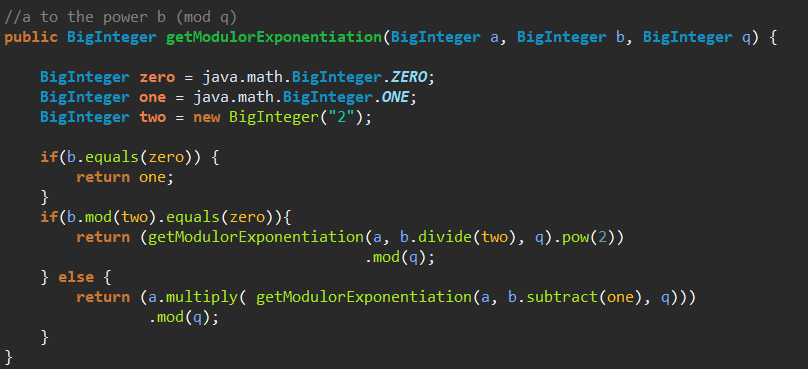 //a to the power b (mod q)
public BigInteger getModulorExponentiation(BigInteger a, BigInteger b, BigInteger q) {
BigInteger zero = java.math.BigInteger.ZERO;
BigInteger one = java.math.BigInteger.ONE;
BigInteger two = new BigInteger("2");
if(b.equals(zero)) {
return one;
}
if(b.mod(two).equals(zero)){
return (getModulorExponentiation(a, b.divide(two), q).pow(2))
.mod(q);
} else {
return (a.multiply( getModulorExponentiation(a, b.subtract(one), q)))
.mod(q);
}
}